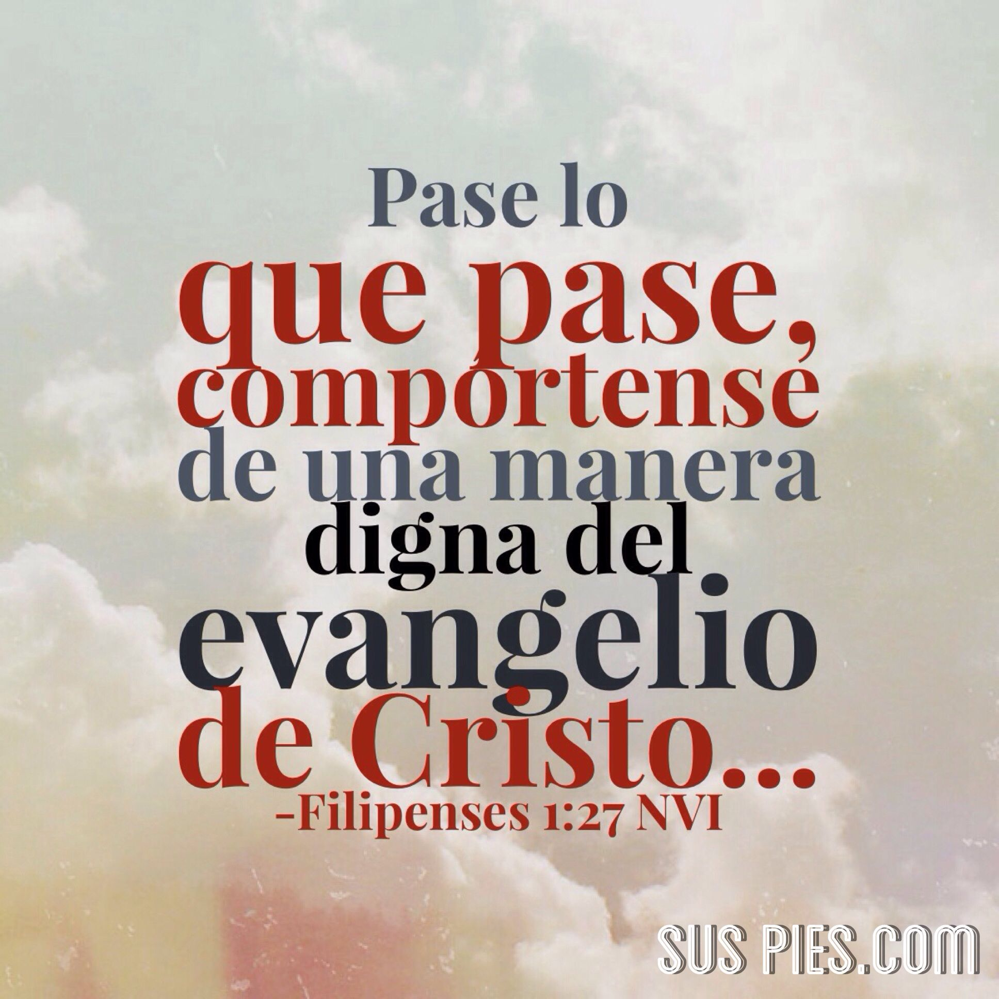 Pase lo
que pase,
compórtense
de una manera
digna del
evangelio
de Cristo...
-Filipenses 1:27 NVI
SUS PIES.COM